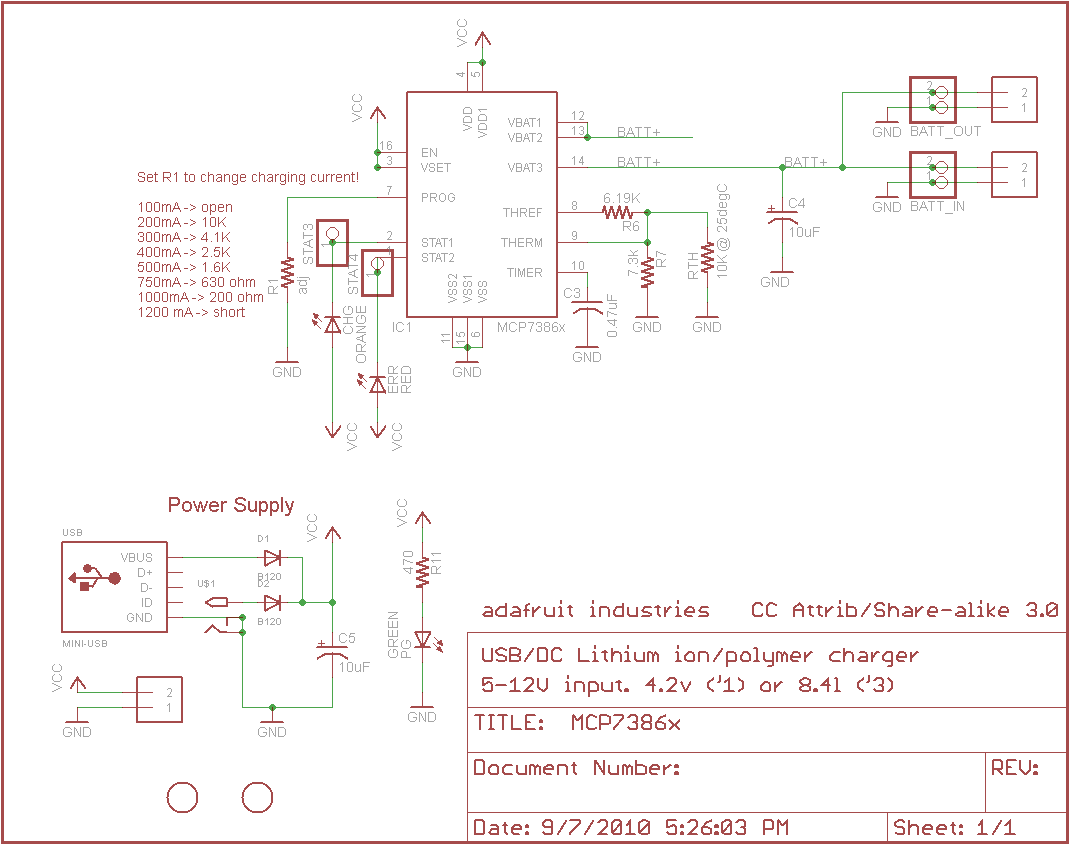 VCC
4
5
VDD
VDD1
VCC
16
EN
3
VSET
7
PROG
2
STAT1
1
STAT2
VBAT1
12
VBAT2
13
BATT+
VBAT3
14
BATT+
BATT+
THREF
8
6.19K
R6
THERM
9
TIMER
10
7.3k
R7
RTH
10K @ 25degC
C3
0.47uF
GND
GND
GND
C4
10uF
GND
2
1
2
1
GND
BATT_OUT
2
1
2
1
GND
BATT_IN
VSS2
VSS1
VSS
11
15
6
IC1
MCP7386x
GND
Set R1 to change charging current!
100mA-> open
200mA-> 10K
300mA-> 4.1K
400mA-> 2.5K
500mA-> 1.6K
750mA-> 630 ohm
1000mA-> 200 ohm
1200 mA-> short
R1
adj
GND
STAT3
1
STAT4
1
CHG
ORANGE
ERR
RED
VCC
VCC
Power Supply
USB
VBUS
D+
D-
ID
GND
MINI-USB
D1
B120
D2
B120
U$1
VCC
C5
10uF
GND
VCC
2
1
GND
VCC
470
R11
GREEN
PG
GND
adafruit industries CC Attrib/Share-alike 3.0
USB/DC Lithium ion/polymer charger
5-12V input. 4.2v ('1) or 8.4l ('3)
TITLE: MCP7386x
Document Number:
REV:
Date: 9/7/2010 5:26:03 PM
Sheet: 1/1